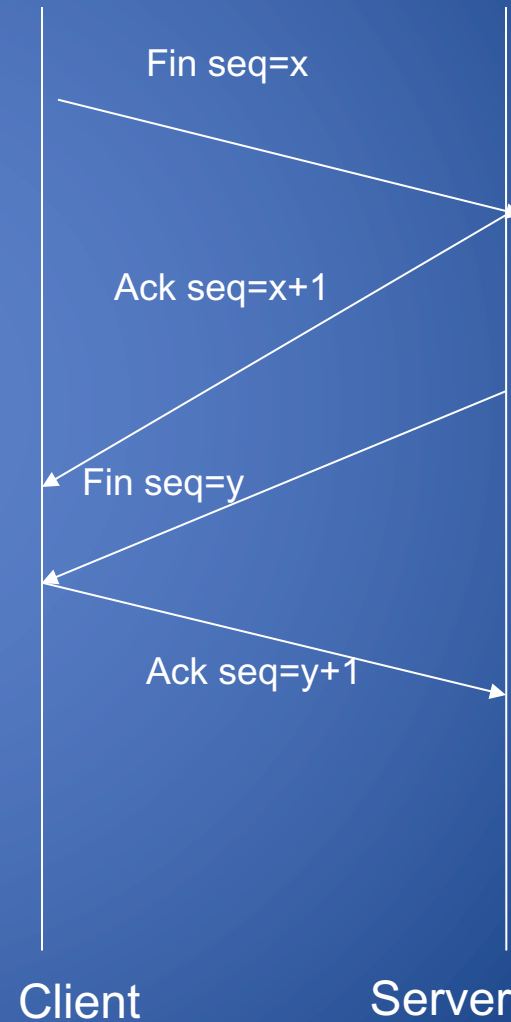 Fin seq=x
Ack seq=x+1
Fin seq=y
Ack seq=y+1
Client
Server